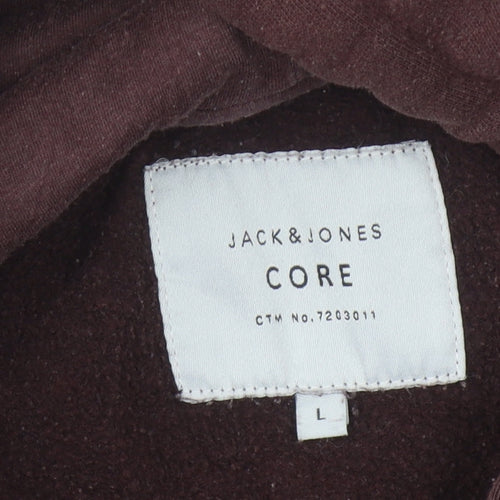 JACK&JONES
CORE
CTM No. 7203011
L